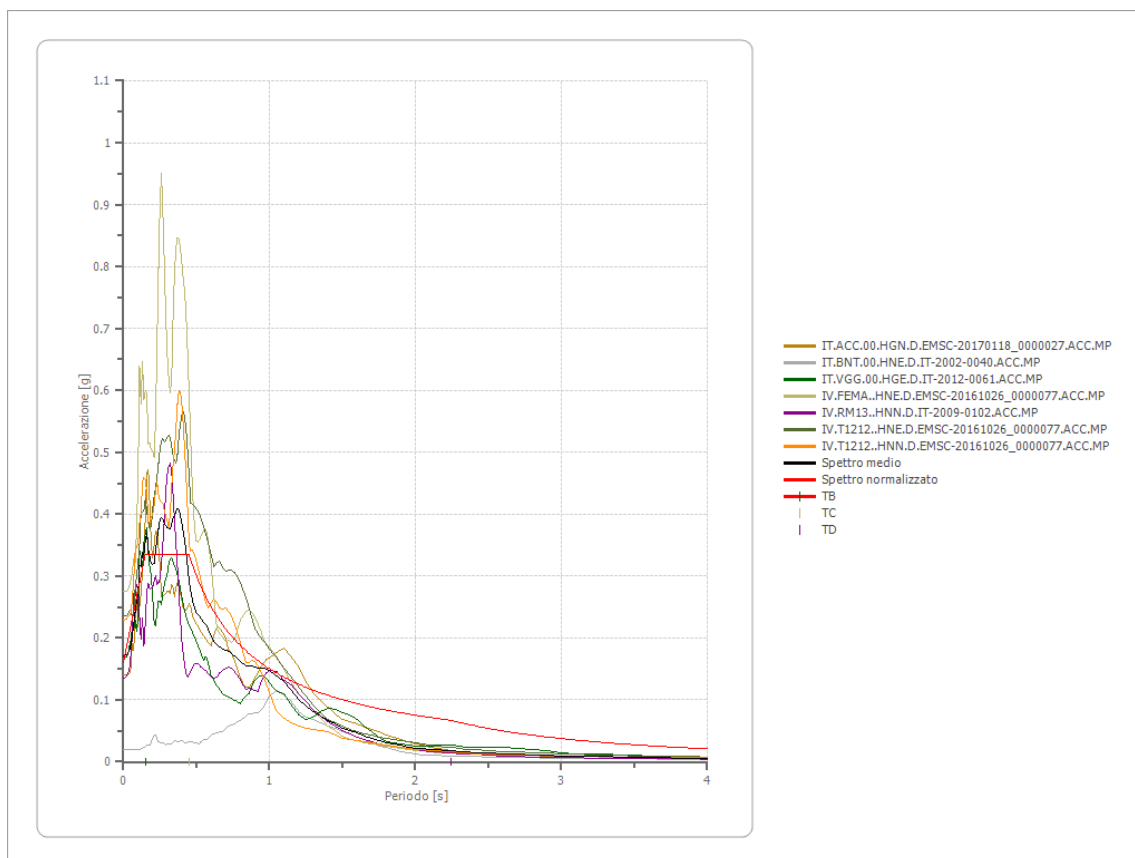 1.1
1
0.9
0.8
0.7
0.6
0.5
0.4
0.3
0.2
0.1
0
Accelerazione [g]
0
1
2
3
4
Periodo [s]
IT.ACC.00.HGN.D.EMSC-20170118_0000027.ACC.MP
IT.BNT.00.HNE.D.IT-2002-0040.ACC.MP
IT.VGG.00.HGE.D.IT-2012-0061.ACC.MP
IV.FEMA..HNE.D.EMSC-20161026_0000077.ACC.MP
IV.RM13..HNN.D.IT-2009-0102.ACC.MP
IV.T1212..HNE.D.EMSC-20161026_0000077.ACC.MP
IV.T1212..HNN.D.EMSC-20161026_0000077.ACC.MP
Spettro medio
Spettro normalizzato
TB
TC
TD